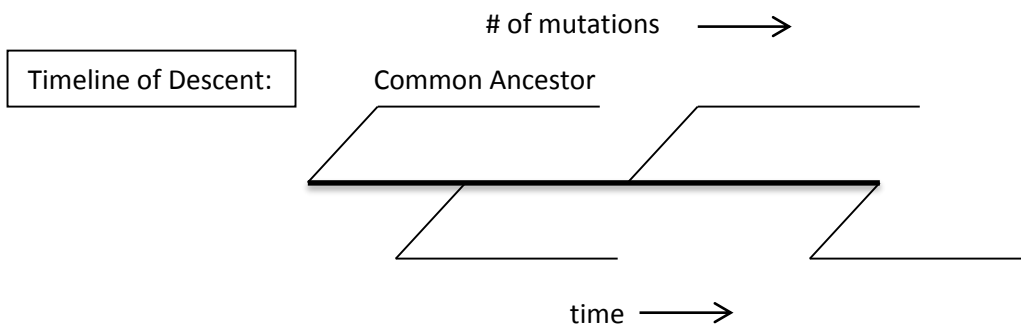 # of mutations
Timeline of Descent:
Common Ancestor
time